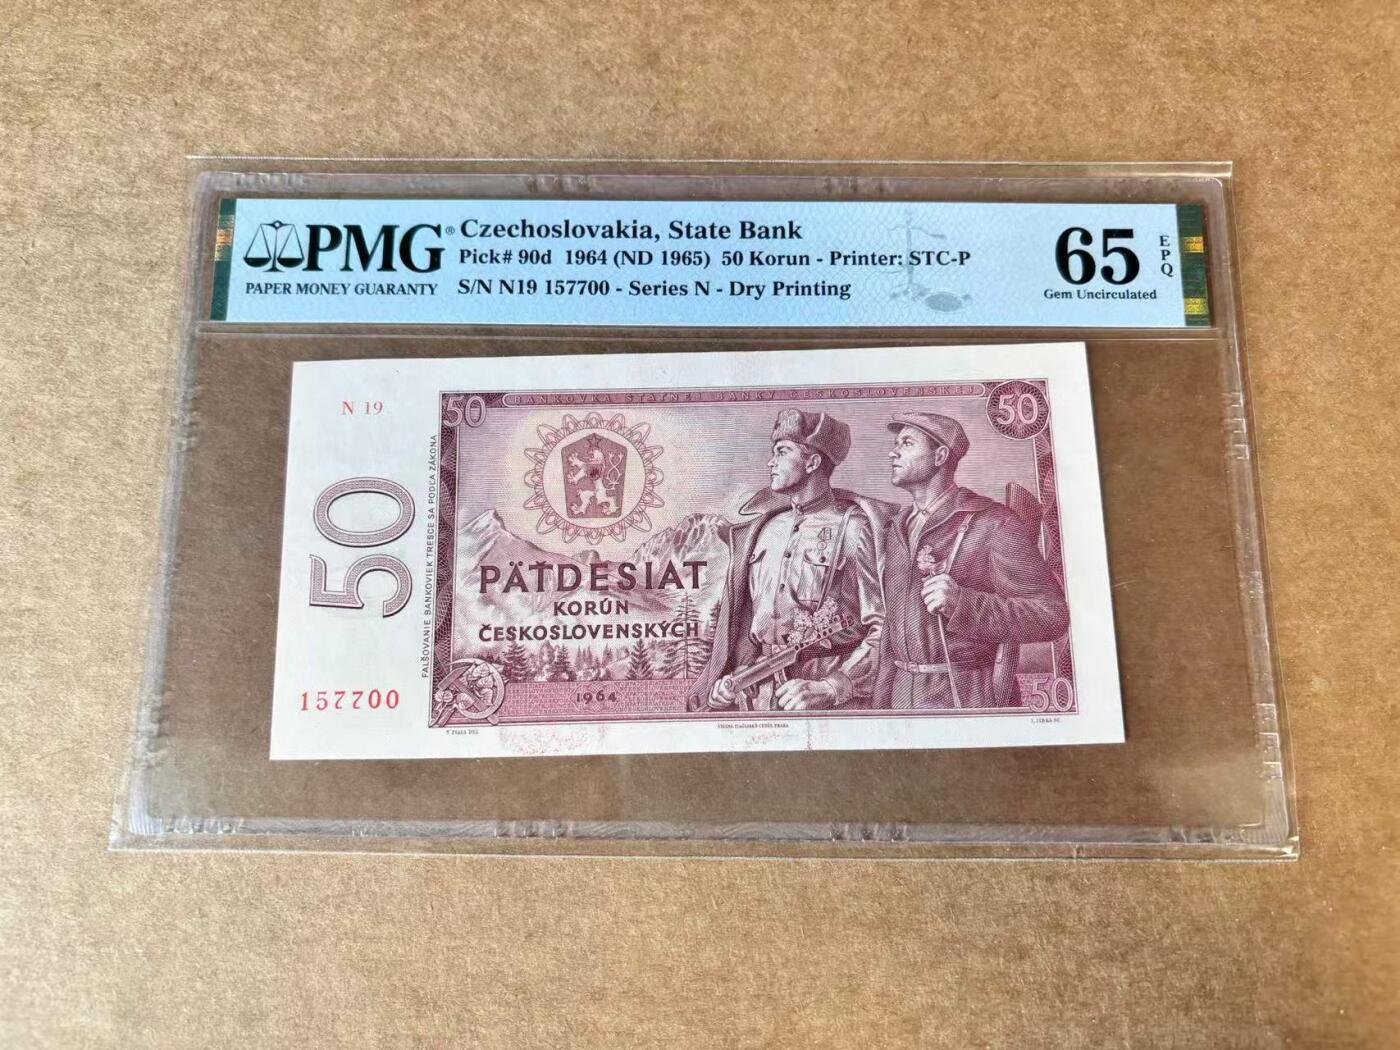 PMG®
PAPER MONEY GUARANTY
Czechoslovakia, State Bank
Pick# 90d 1964 (ND 1965) 50 Korun - Printer: STC-P
S/N N19 157700 - Series N - Dry Printing
65
EPQ
Gem Uncirculated
N 19
50
157700
FALŠOVANIE BANKOVIEK TRESCE SA PODĽA ZÁKONA
50
BANKOVKA STÁTNEJ BANKY ČESKOSLOVENSKEJ
50
PÄŤDESIAT
KORÚN
ČESKOSLOVENSKÝCH
1964
50